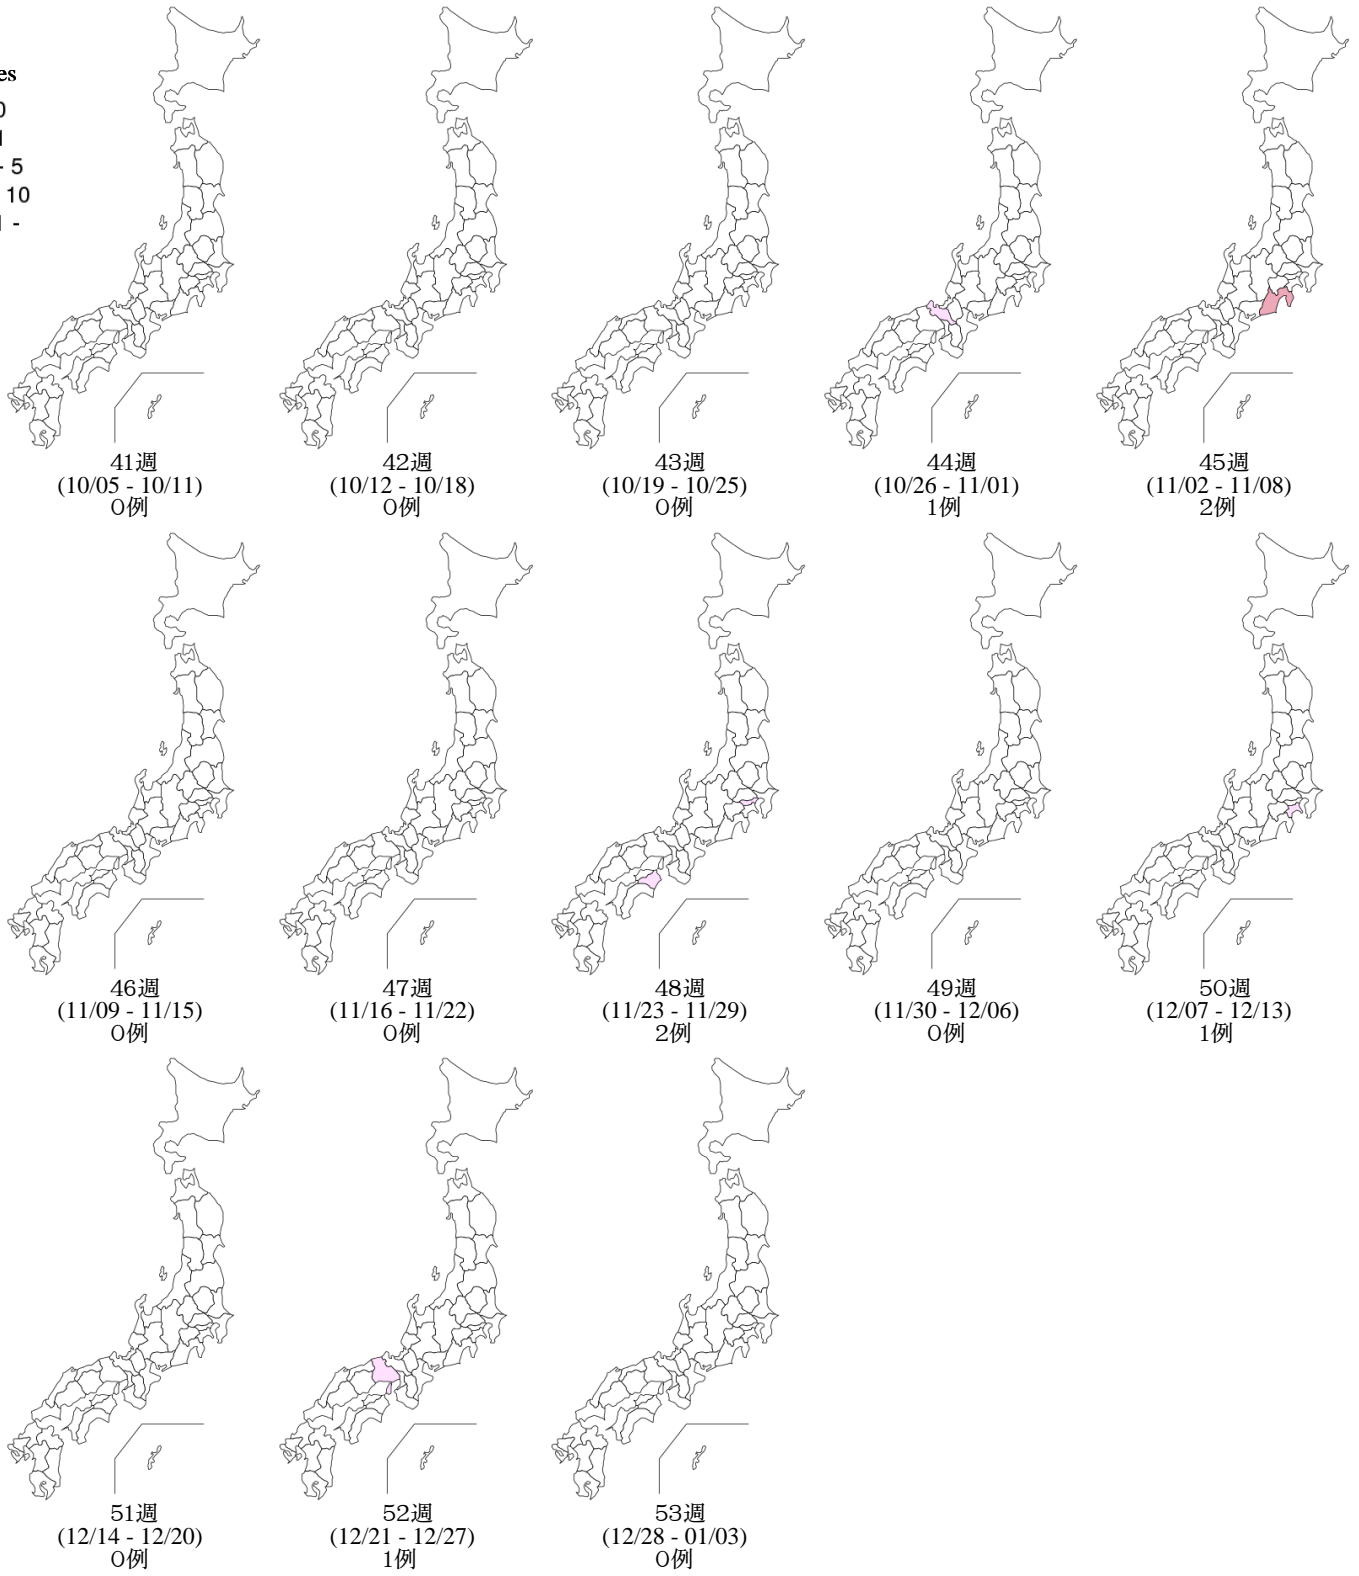 es
0
1
- 5
10
1 -
41週
(10/05 - 10/11)
0例
42週
(10/12 - 10/18)
0例
43週
(10/19 - 10/25)
0例
44週
(10/26 - 11/01)
1例
45週
(11/02 - 11/08)
2例
46週
(11/09 - 11/15)
0例
47週
(11/16 - 11/22)
0例
48週
(11/23 - 11/29)
2例
49週
(11/30 - 12/06)
0例
50週
(12/07 - 12/13)
1例
51週
(12/14 - 12/20)
0例
52週
(12/21 - 12/27)
1例
53週
(12/28 - 01/03)
0例